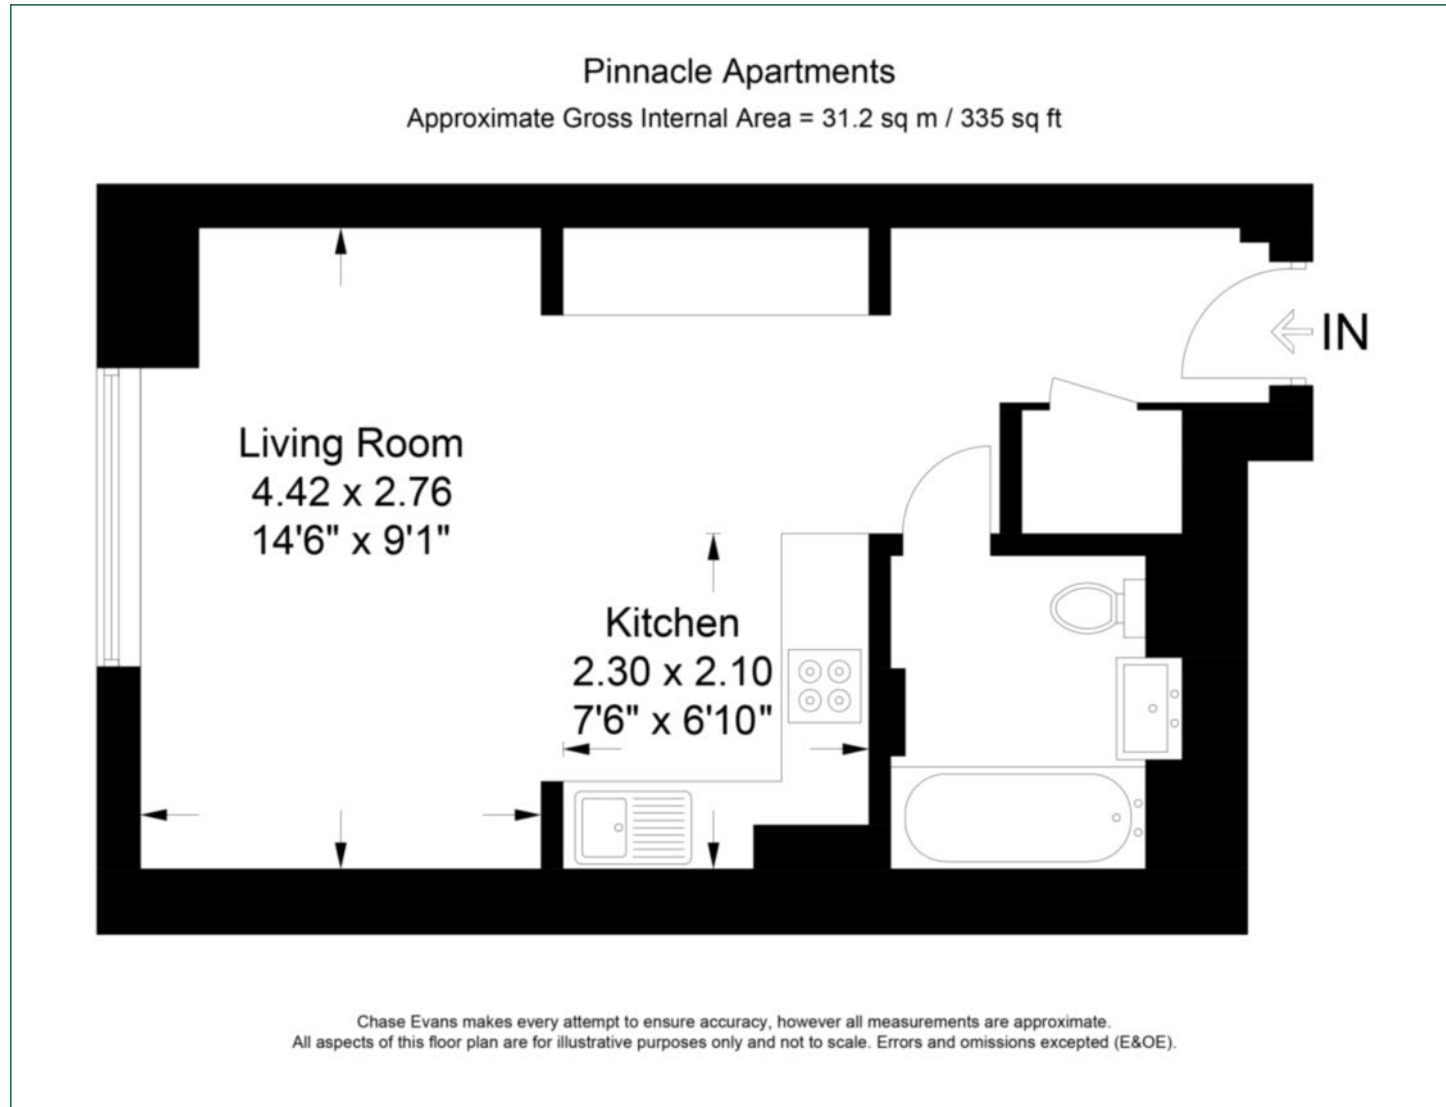 Pinnacle Apartments
Approximate Gross Internal Area = 31.2 sq m / 335 sq ft
IN
Living Room
4.42 x 2.76
14'6" x 9'1"
Kitchen
2.30 x 2.10
7'6" x 6'10"
Chase Evans makes every attempt to ensure accuracy, however all measurements are approximate.
All aspects of this floor plan are for illustrative purposes only and not to scale. Errors and omissions excepted (E&OE).